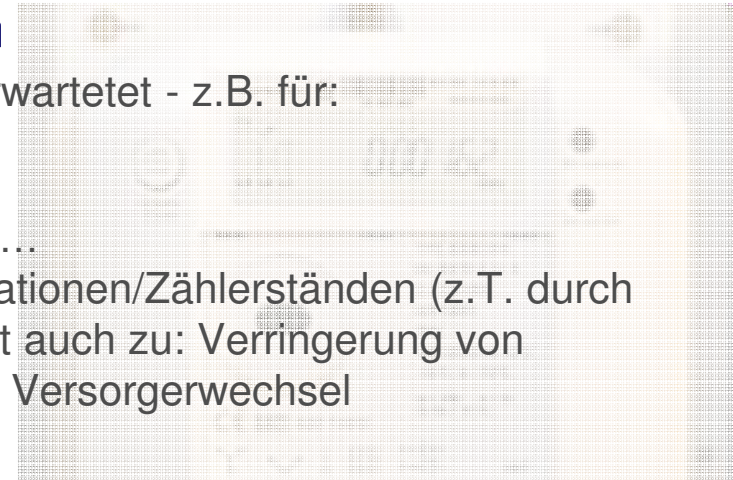 wartetet - z.B. für:
…
ationen/Zählerständen (z.T. durch
t auch zu: Verringerung von
Versorgerwechsel